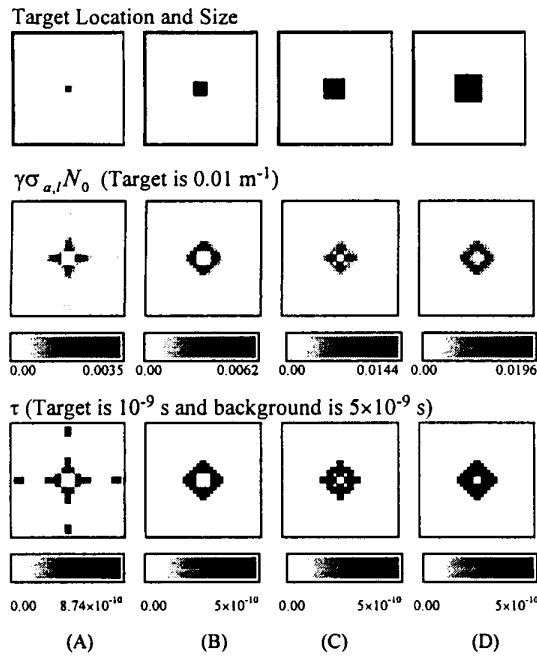 Target Location and Size
γσ_{a,l}N_0 (Target is 0.01 m^{-1})
0.00 0.0035 0.00 0.0062 0.00 0.0144 0.00 0.0196
τ (Target is 10^{-9} s and background is 5×10^{-9} s)
0.00 8.74×10^{-10} 0.00 5×10^{-10} 0.00 5×10^{-10} 0.00 5×10^{-10}
(A) (B) (C) (D)